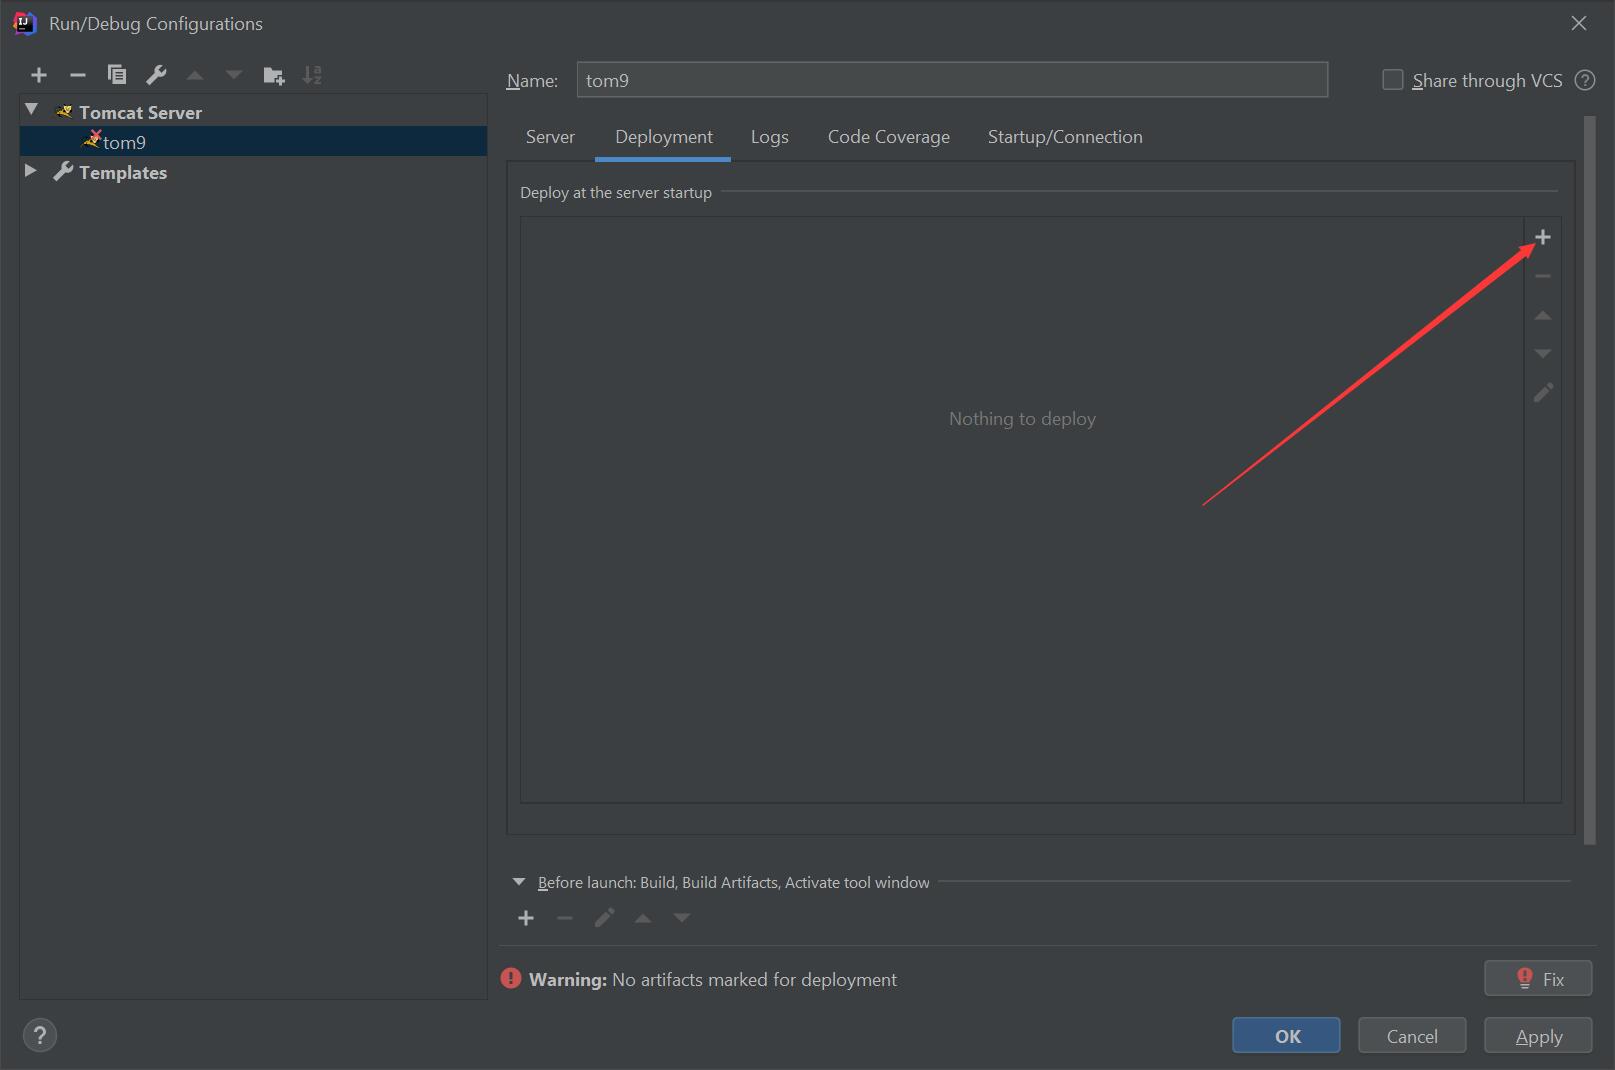 Run/Debug Configurations
Name: tom9
Share through VCS
Tomcat Server
tom9
Templates
Server Deployment Logs Code Coverage Startup/Connection
Deploy at the server startup
Nothing to deploy
Before launch: Build, Build Artifacts, Activate tool window
Warning: No artifacts marked for deployment
Fix
OK Cancel Apply